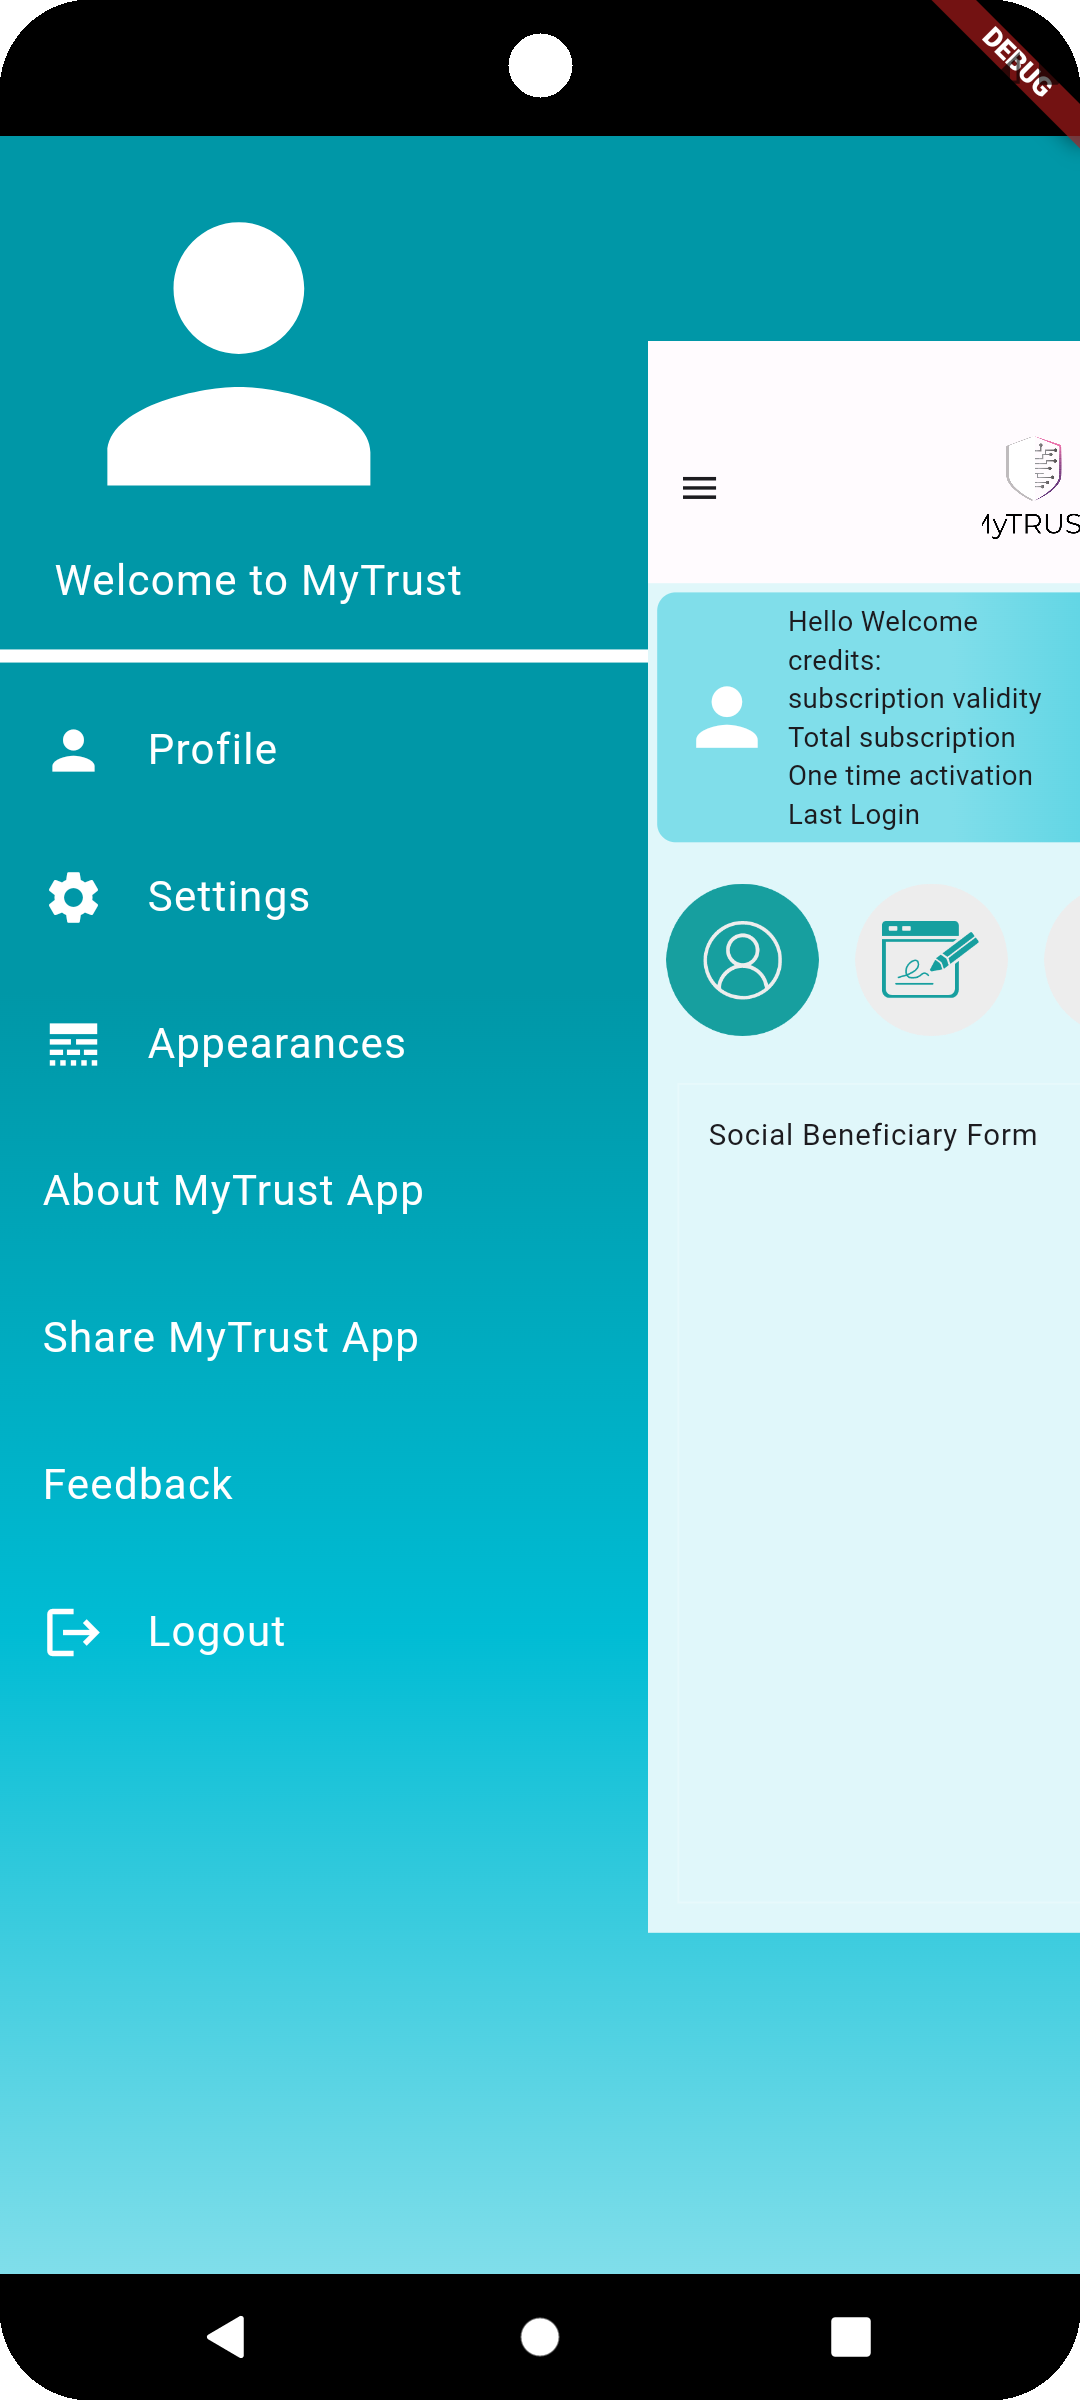 DEBUG
Welcome to MyTrust
Profile
Settings
Appearances
About MyTrust App
Share MyTrust App
Feedback
Logout
MyTRUS
Hello Welcome
credits:
subscription validity
Total subscription
One time activation
Last Login
Social Beneficiary Form